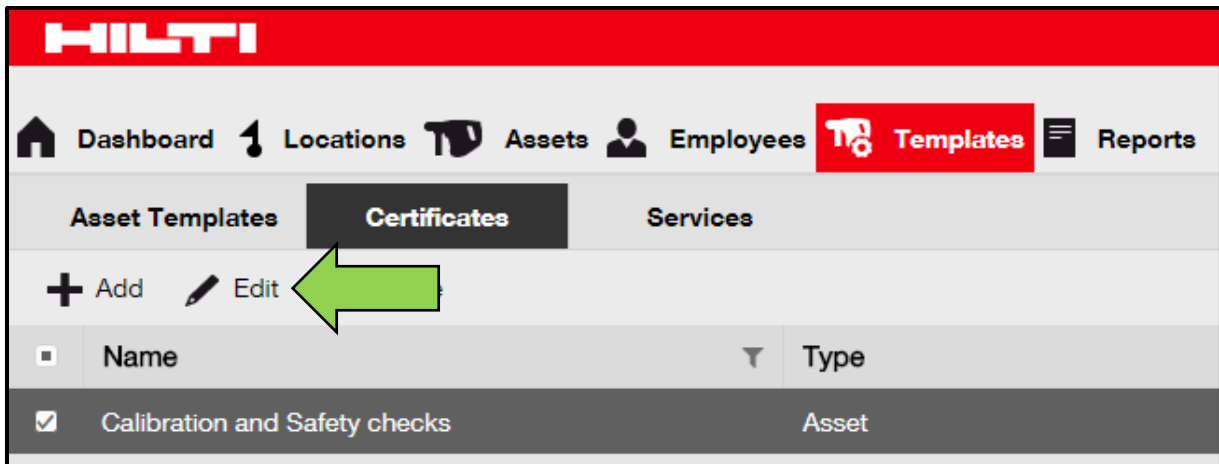 HILTI
Dashboard Locations Assets Employees Templates Reports
Asset Templates Certificates Services
Add Edit
Name Type
Calibration and Safety checks Asset